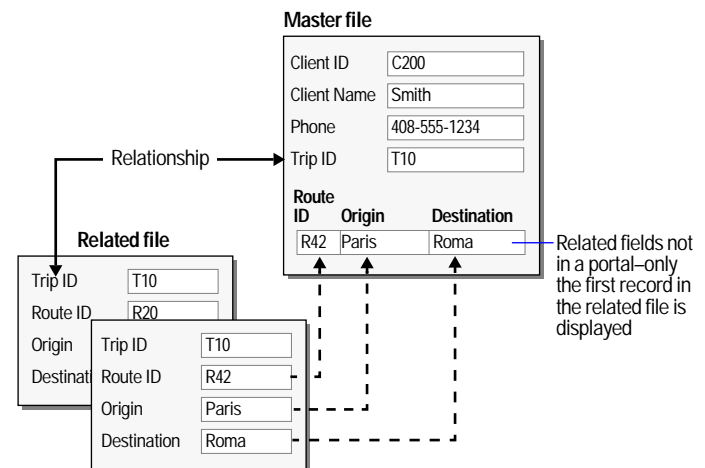 Master file
Client ID C200
Client Name Smith
Phone 408-555-1234
Trip ID T10
Relationship
Route
ID Origin Destination
R42 Paris Roma
Related fields not
in a portal–only
the first record in
the related file is
displayed
Related file
Trip ID T10
Route ID R20
Origin
Destinati
Trip ID T10
Route ID R42
Origin Paris
Destination Roma